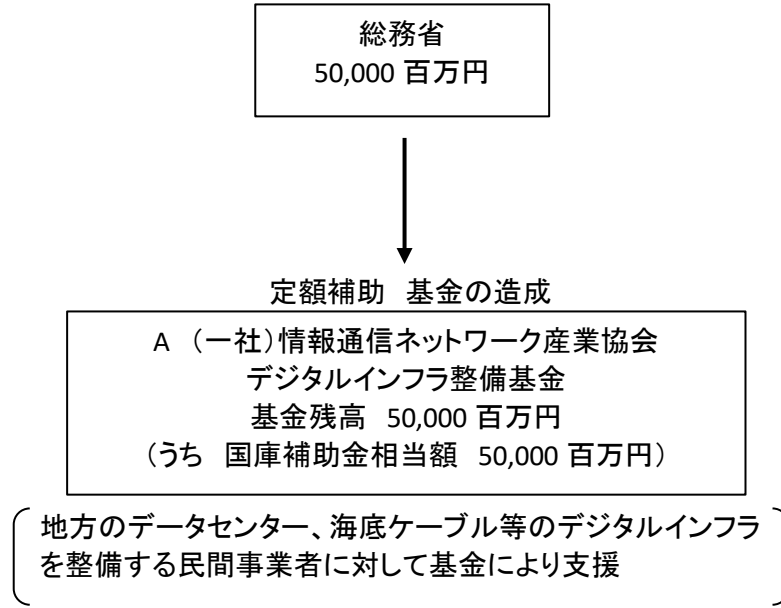 総務省
50,000 百万円
定額補助　基金の造成
A　（一社）情報通信ネットワーク産業協会
デジタルインフラ整備基金
基金残高　50,000 百万円
（うち　国庫補助金相当額　50,000 百万円）
地方のデータセンター、海底ケーブル等のデジタルインフラ
を整備する民間事業者に対して基金により支援